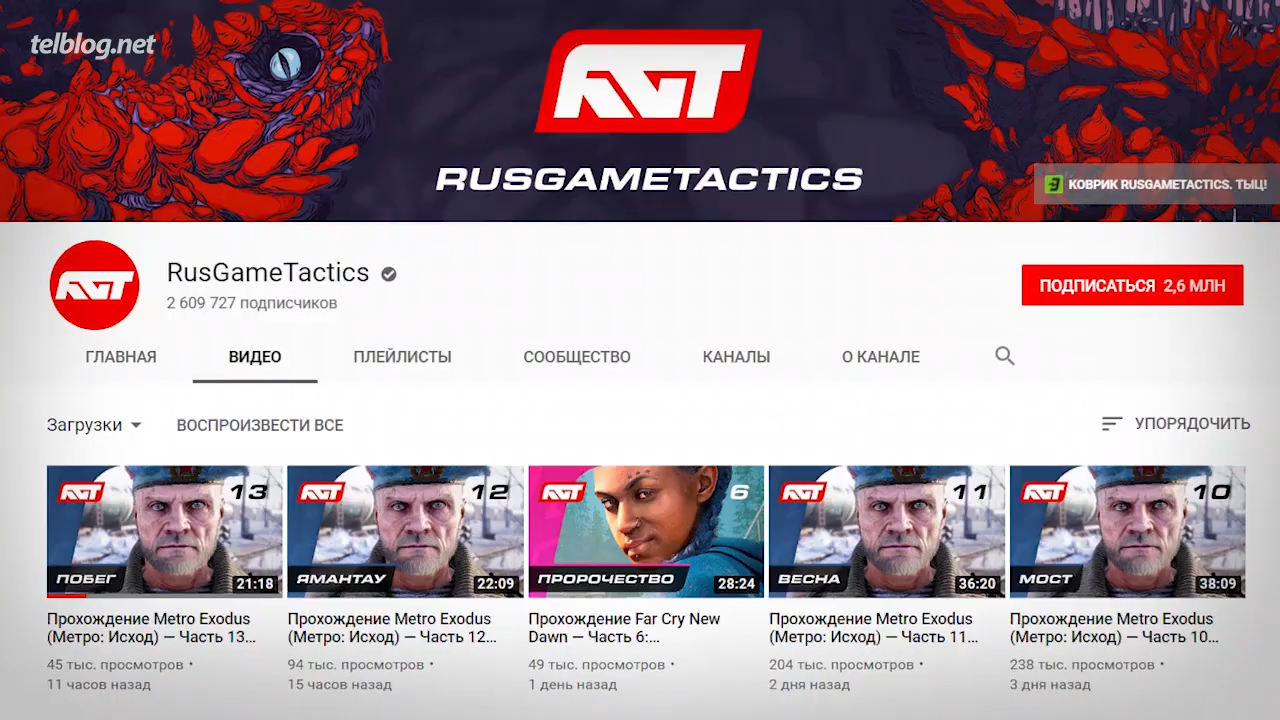 telblog.net
RGT
RUSGAMETACTICS
КОВРИК RUSGAMETACTICS. ТЫЦ!
RGT
RusGameTactics
2 609 727 подписчиков
ПОДПИСАТЬСЯ 2,6 МЛН
ГЛАВНАЯ
ВИДЕО
ПЛЕЙЛИСТЫ
СООБЩЕСТВО
КАНАЛЫ
О КАНАЛЕ
Загрузки
ВОСПРОИЗВЕСТИ ВСЕ
УПОРЯДОЧИТЬ
RGT 13
ПОБЕГ
21:18
Прохождение Metro Exodus
(Метро: Исход) — Часть 13...
45 тыс. просмотров •
11 часов назад
RGT 12
ЯМАНТАУ
22:09
Прохождение Metro Exodus
(Метро: Исход) — Часть 12...
94 тыс. просмотров •
15 часов назад
RGT 6
ПРОРОЧЕСТВО
28:24
Прохождение Far Cry New
Dawn — Часть 6:...
49 тыс. просмотров •
1 день назад
RGT 11
ВЕСНА
36:20
Прохождение Metro Exodus
(Метро: Исход) — Часть 11...
204 тыс. просмотров •
2 дня назад
RGT 10
МОСТ
38:09
Прохождение Metro Exodus
(Метро: Исход) — Часть 10...
238 тыс. просмотров •
3 дня назад